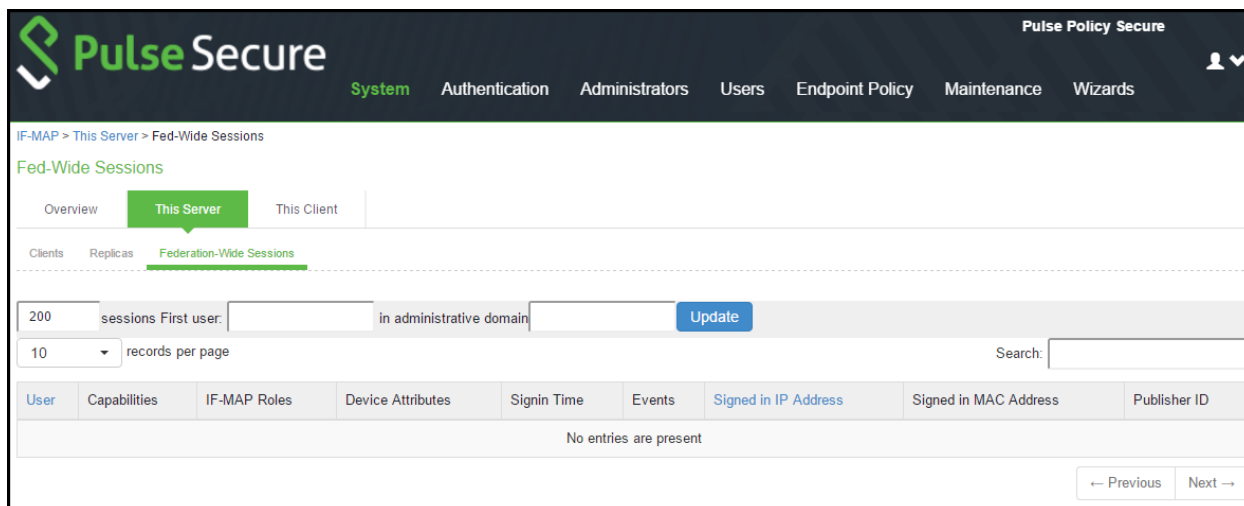 Pulse Policy Secure
Pulse Secure
System Authentication Administrators Users Endpoint Policy Maintenance Wizards
IF-MAP > This Server > Fed-Wide Sessions
Fed-Wide Sessions
Overview This Server This Client
Clients Replicas Federation-Wide Sessions
200 sessions First user: in administrative domain Update
10 records per page Search:
User Capabilities IF-MAP Roles Device Attributes Signin Time Events Signed in IP Address Signed in MAC Address Publisher ID
No entries are present
← Previous Next →